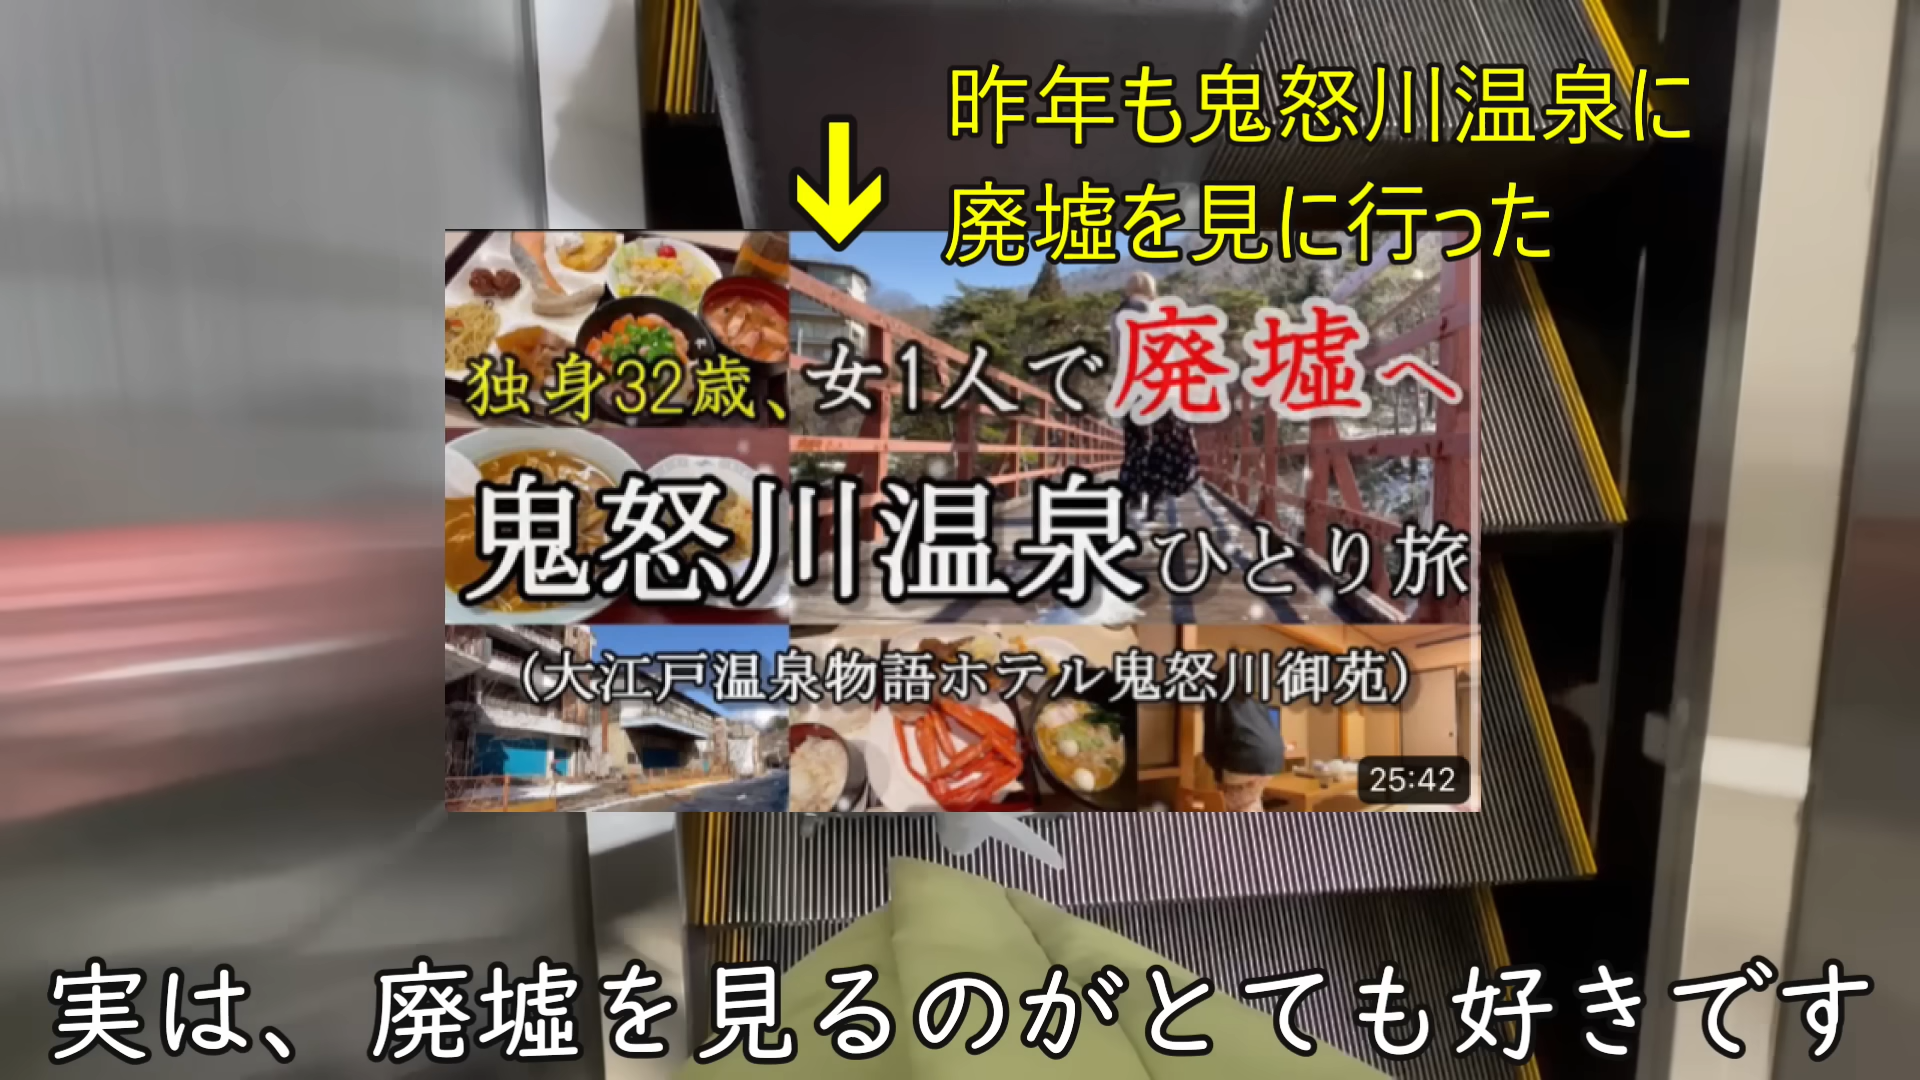 昨年も鬼怒川温泉に
廃墟を見に行った
独身32歳、女1人で廃墟へ
鬼怒川温泉ひとり旅
(大江戸温泉物語ホテル鬼怒川御苑)
25:42
実は、廃墟を見るのがとても好きです